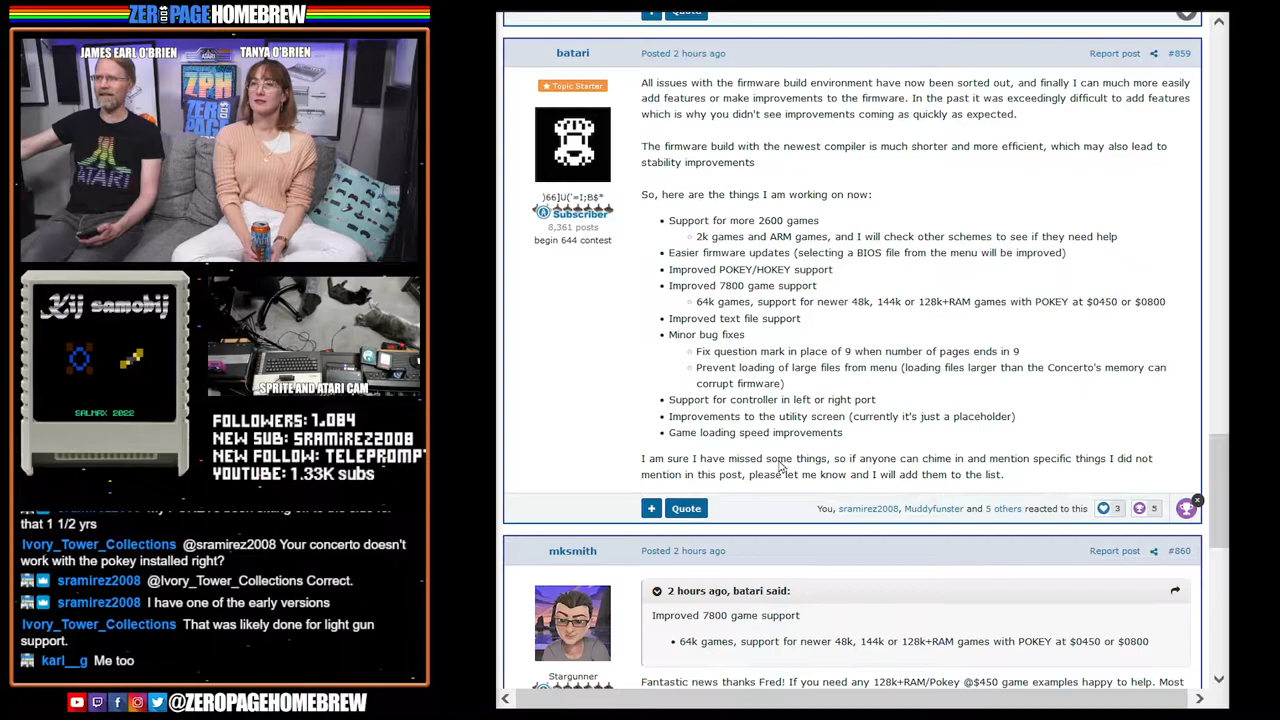 ZERO PAGE HOMEBREW
JAMES EARL O'BRIEN
TANYA O'BRIEN
ATARI
ZPH
ZERO
PAGE
Kij samobij
SALMAX 2022
SPRITE AND ATARI CAM
FOLLOWERS: 1,084
NEW SUB: SRAMIREZ2008
NEW FOLLOW: TELEPROMPT
YOUTUBE: 1.33K subs
that 1 1/2 yrs
Ivory_Tower_Collections @sramirez2008 Your concerto doesn't
work with the pokey installed right?
sramirez2008 @Ivory_Tower_Collections Correct.
sramirez2008 I have one of the early versions
Ivory_Tower_Collections That was likely done for light gun
support.
karl__g Me too
@ZEROPAGEHOMEBREW
+ Quote
batari
Posted 2 hours ago
Report post #859
★ Topic Starter
)66]U('=I;B$*
Subscriber
8,361 posts
begin 644 contest
All issues with the firmware build environment have now been sorted out, and finally I can much more easily
add features or make improvements to the firmware. In the past it was exceedingly difficult to add features
which is why you didn't see improvements coming as quickly as expected.
The firmware build with the newest compiler is much shorter and more efficient, which may also lead to
stability improvements
So, here are the things I am working on now:
• Support for more 2600 games
◦ 2k games and ARM games, and I will check other schemes to see if they need help
• Easier firmware updates (selecting a BIOS file from the menu will be improved)
• Improved POKEY/HOKEY support
• Improved 7800 game support
◦ 64k games, support for newer 48k, 144k or 128k+RAM games with POKEY at $0450 or $0800
• Improved text file support
• Minor bug fixes
◦ Fix question mark in place of 9 when number of pages ends in 9
◦ Prevent loading of large files from menu (loading files larger than the Concerto's memory can
corrupt firmware)
• Support for controller in left or right port
• Improvements to the utility screen (currently it's just a placeholder)
• Game loading speed improvements
I am sure I have missed some things, so if anyone can chime in and mention specific things I did not
mention in this post, please let me know and I will add them to the list.
+ Quote
You, sramirez2008, Muddyfunster and 5 others reacted to this 3 5
mksmith
Posted 2 hours ago
Report post #860
2 hours ago, batari said:
Improved 7800 game support
• 64k games, support for newer 48k, 144k or 128k+RAM games with POKEY at $0450 or $0800
Stargunner
Fantastic news thanks Fred! If you need any 128k+RAM/Pokey @$450 game examples happy to help. Most